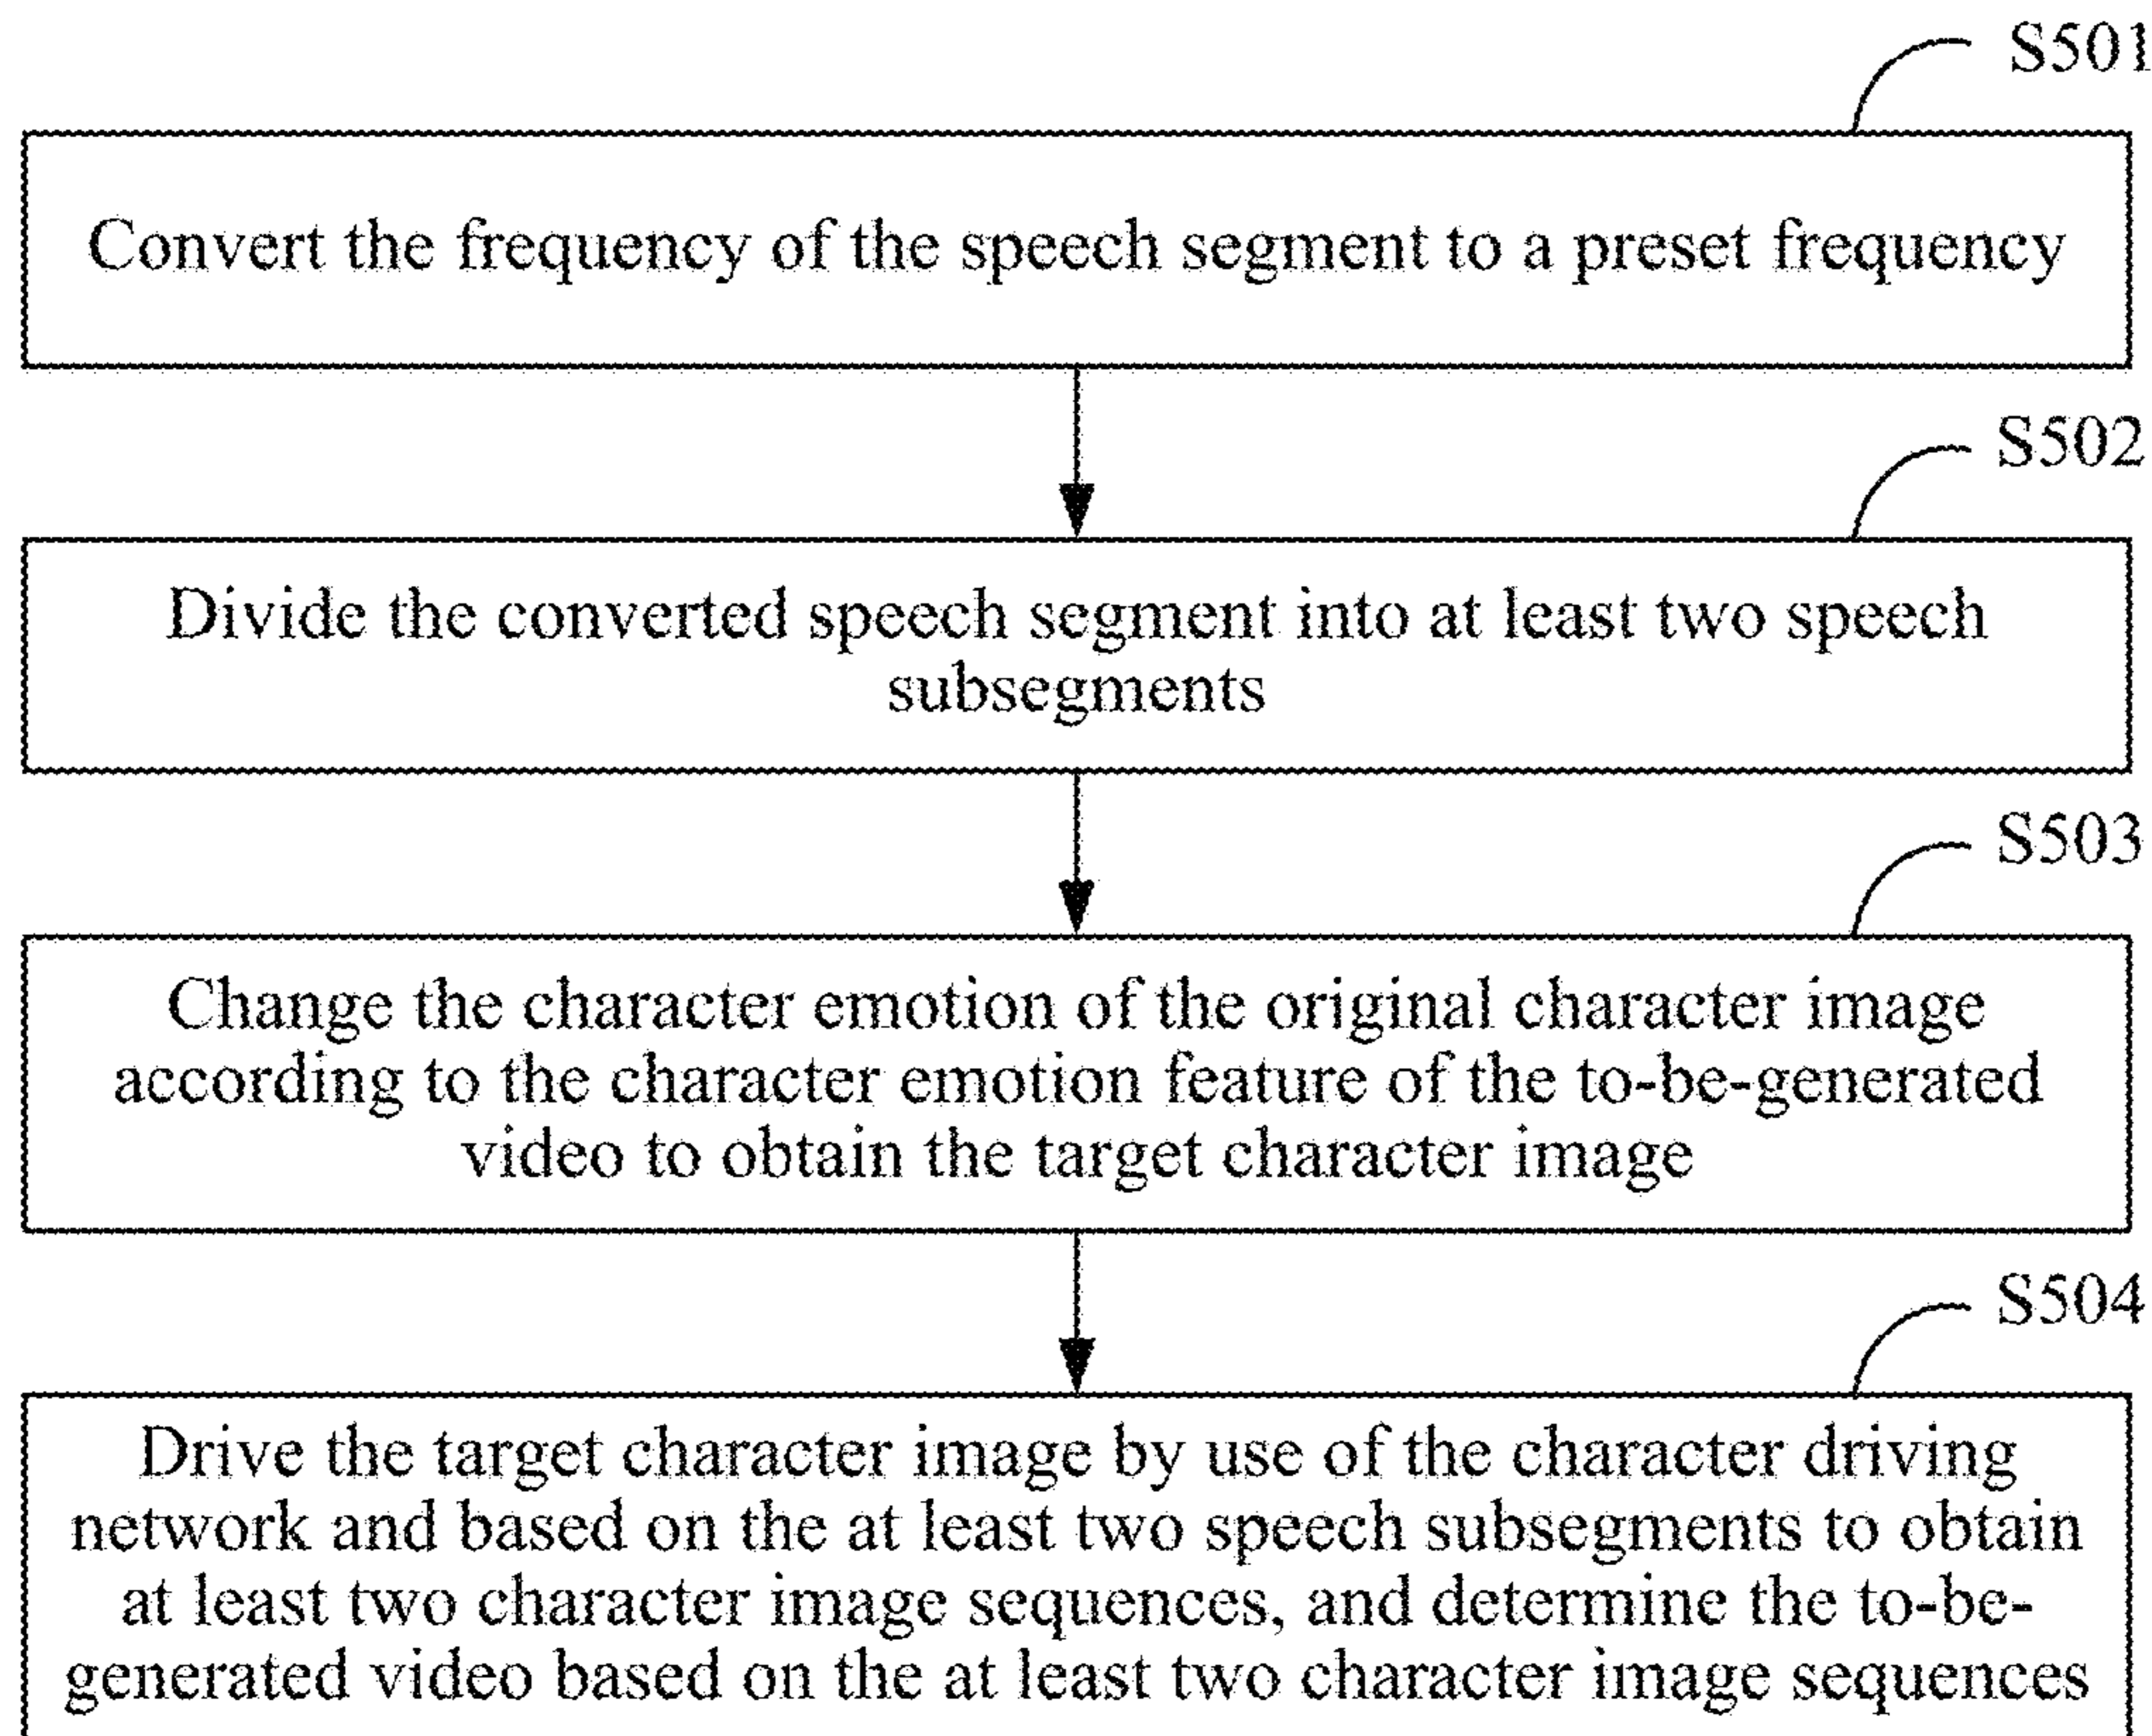 S501
Convert the frequency of the speech segment to a preset frequency
S502
Divide the converted speech segment into at least two speech
subsegments
S503
Change the character emotion of the original character image
according to the character emotion feature of the to-be-generated
video to obtain the target character image
S504
Drive the target character image by use of the character driving
network and based on the at least two speech subsegments to obtain
at least two character image sequences, and determine the to-be-
generated video based on the at least two character image sequences